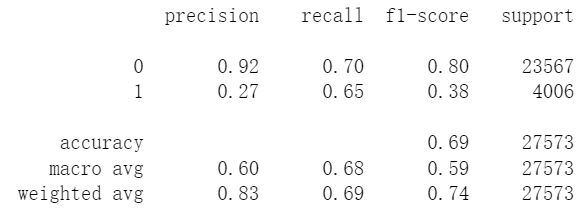 precision recall f1-score support
0 0.92 0.70 0.80 23567
1 0.27 0.65 0.38 4006
accuracy 0.69 27573
macro avg 0.60 0.68 0.59 27573
weighted avg 0.83 0.69 0.74 27573